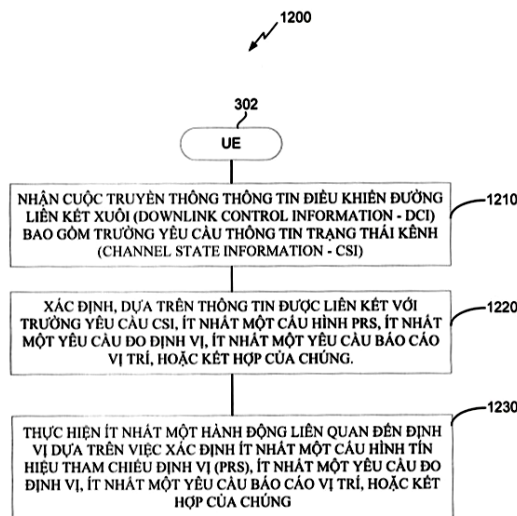 1200
302
UE
NHẬN CUỘC TRUYỀN THÔNG THÔNG TIN ĐIỀU KHIỂN ĐƯỜNG
LIÊN KẾT XUÔI (DOWNLINK CONTROL INFORMATION - DCI)
BAO GỒM TRƯỜNG YÊU CẦU THÔNG TIN TRẠNG THÁI KÊNH
(CHANNEL STATE INFORMATION - CSI)
1210
XÁC ĐỊNH, DỰA TRÊN THÔNG TIN ĐƯỢC LIÊN KẾT VỚI
TRƯỜNG YÊU CẦU CSI, ÍT NHẤT MỘT CẤU HÌNH PRS, ÍT NHẤT
MỘT YÊU CẦU ĐO ĐỊNH VỊ, ÍT NHẤT MỘT YÊU CẦU BÁO CÁO
VỊ TRÍ, HOẶC KẾT HỢP CỦA CHÚNG.
1220
THỰC HIỆN ÍT NHẤT MỘT HÀNH ĐỘNG LIÊN QUAN ĐẾN ĐỊNH
VỊ DỰA TRÊN VIỆC XÁC ĐỊNH ÍT NHẤT MỘT CẤU HÌNH TÍN
HIỆU THAM CHIẾU ĐỊNH VỊ (PRS), ÍT NHẤT MỘT YÊU CẦU ĐO
ĐỊNH VỊ, ÍT NHẤT MỘT YÊU CẦU BÁO CÁO VỊ TRÍ, HOẶC KẾT
HỢP CỦA CHÚNG
1230